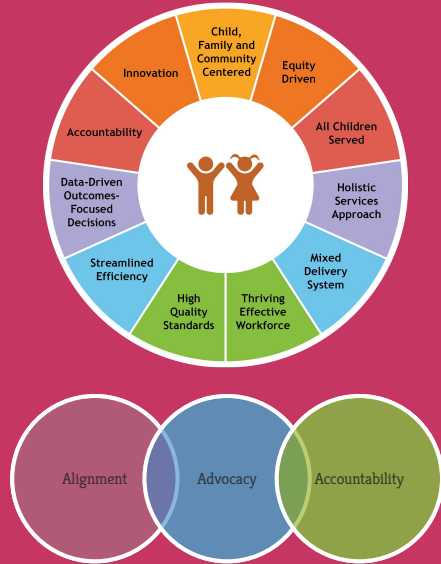 Child,
Family and
Community
Centered
Equity
Driven
All Children
Served
Holistic
Services
Approach
Mixed
Delivery
System
Thriving
Effective
Workforce
High
Quality
Standards
Streamlined
Efficiency
Data-Driven
Outcomes-
Focused
Decisions
Accountability
Innovation
Alignment
Advocacy
Accountability